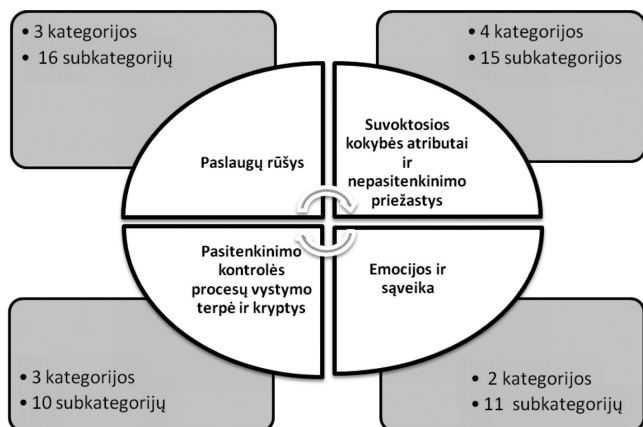 • 3 kategorijos
• 16 subkategorijų
• 4 kategorijos
• 15 subkategorijos
Paslaugų rūšys
Suvoktosios
kokybės atributai
ir
nepasitenkinimo
priežastys
Pasitenkinimo
kontrolės
procesų vystymo
terpė ir kryptys
Emocijos ir
sąveika
• 3 kategorijos
• 10 subkategorijų
• 2 kategorijos
• 11 subkategorijų